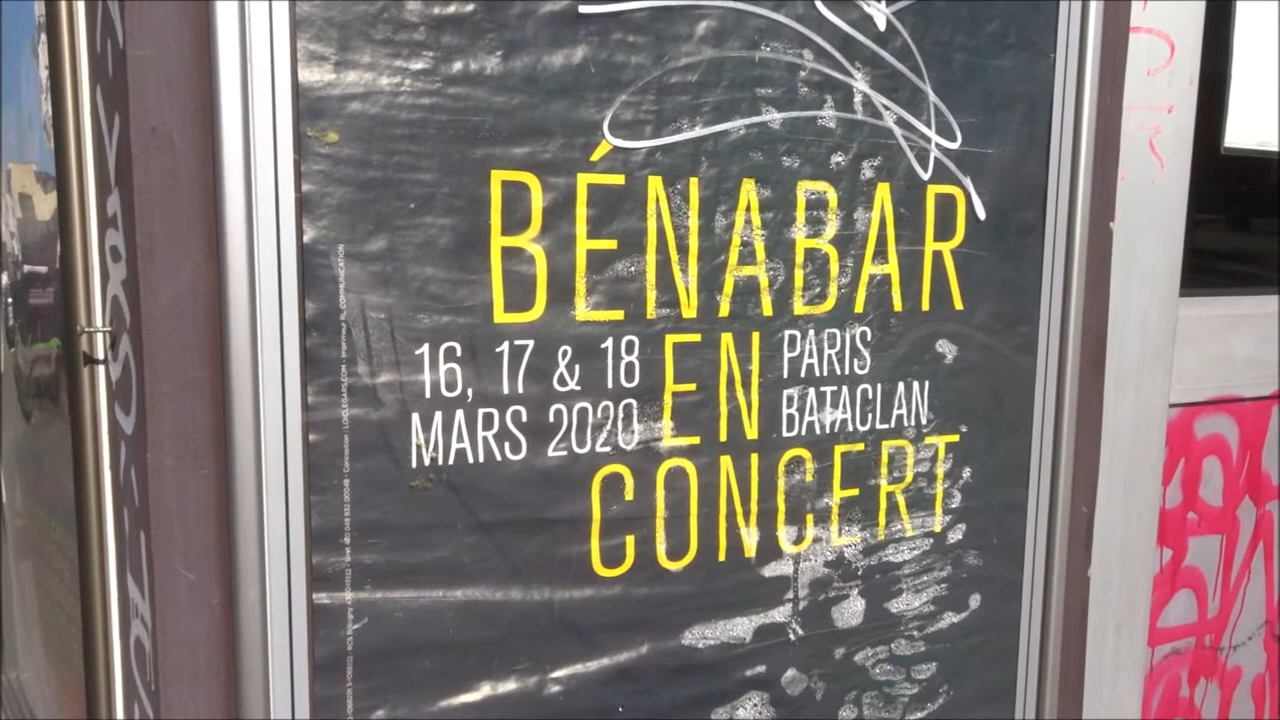 BÉNABAR
16, 17 & 18
MARS 2020
EN
PARIS
BATACLAN
CONCERT